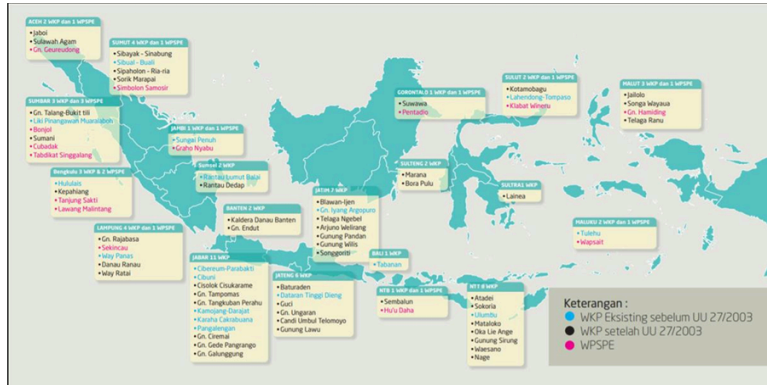 ACEH 2 WKP dan 1 WPSPE
Jaboi
Sulawah Agam
Gn. Geureudong
SUMUT 4 WKP dan 1 WPSPE
Sibayak - Sinabung
Sibual - Buali
Sipaholon - Ria-ria
Sorik Marapai
Simbolon Samosir
SUMBAR 3 WKP dan 3 WPSPE
Gn. Talang-Bukit tili
Liki Pinangawan Muaralaboh
Bonjol
Sumani
Cubadak
Tabdikat Singgalang
JAMBI 1 WKP dan 1 WPSPE
Sungai Penuh
Graho Nyabu
Bengkulu 3 WKP & 2 WPSPE
Hululais
Kepahiang
Tanjung Sakti
Lawang Malintang
Sumsel 2 WKP
Rantau Lumut Balai
Rantau Dedap
LAMPUNG 4 WKP dan 1 WPSPE
Gn. Rajabasa
Sekincau
Way Panas
Danau Ranau
Way Ratai
BANTEN 2 WKP
Kaldera Danau Banten
Gn. Endut
JABAR 11 WKP
Cibereum-Parabakti
Cibuni
Cisolok Cisukarame
Gn. Tampomas
Gn. Tangkuban Perahu
Kamojang-Darajat
Karaha Cakrabuana
Pangalengan
Gn. Ciremai
Gn. Gede Pangrango
Gn. Galunggung
JATENG 6 WKP
Baturaden
Dataran Tinggi Dieng
Guci
Gn. Ungaran
Candi Umbul Telomoyo
Gunung Lawu
JATIM 7 WKP
Blawan-Ijen
Gn. Iyang Argopuro
Telaga Ngebel
Arjuno Welirang
Gunung Pandan
Gunung Wilis
Songgoriti
BALI 1 WKP
Tabanan
NTB 1 WKP dan 1 WPSPE
Sembalun
Hu'u Daha
NTT 8 WKP
Atadei
Sokoria
Ulumbu
Mataloko
Oka Lie Ange
Gunung Sirung
Waesano
Nage
GORONTALO 1 WKP dan 1 WPSPE
Suwawa
Pentadio
SULUT 2 WKP dan 1 WPSPE
Kotamobagu
Lahendong-Tompaso
Klabat Wineru
MALUT 3 WKP dan 1 WPSPE
Jailolo
Songa Wayaua
Gn. Hamiding
Telaga Ranu
SULTENG 2 WKP
Marana
Bora Pulu
SULTRA1 WKP
Lainea
MALUKU 2 WKP dan 1 WPSPE
Tulehu
Wapsait
Keterangan :
WKP Eksisting sebelum UU 27/2003
WKP setelah UU 27/2003
WPSPE